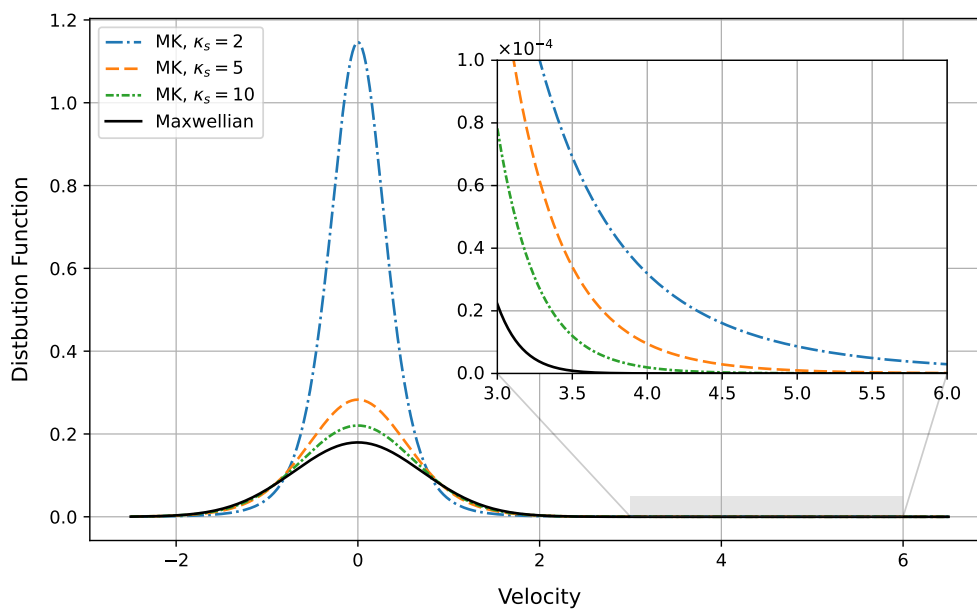 1.2
1.0
0.8
0.6
0.4
0.2
0.0
Distbution Function
MK, κs = 2
MK, κs = 5
MK, κs = 10
Maxwellian
×10⁻⁴
1.0
0.8
0.6
0.4
0.2
0.0
3.0 3.5 4.0 4.5 5.0 5.5 6.0
−2 0 2 4 6
Velocity